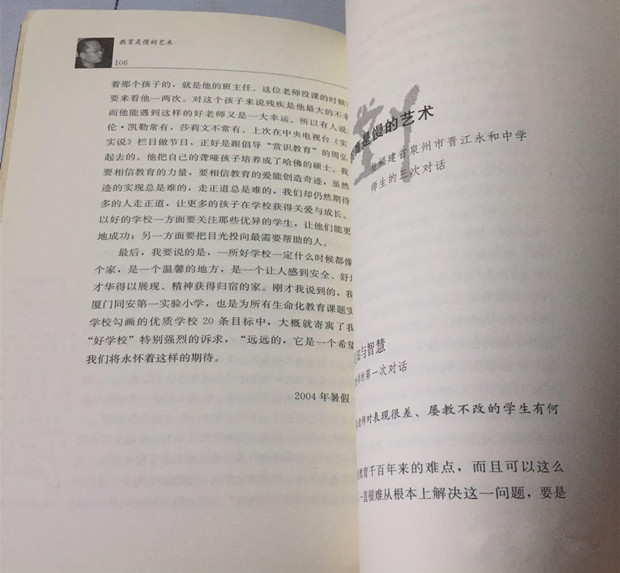 教育是慢的艺术
106
着那个孩子的，就是他的班主任。这位老师没课的时候
要来看他一两次。对这个孩子来说残疾是他最大的不幸
而他能遇到这样的好老师又是一大幸运。所以有人说
伦·凯勒常有，莎莉文不常有。上次在中央电视台《实
实说》栏目做节目，正好是跟倡导“赏识教育”的周弘
起去的。他把自己的聋哑孩子培养成了哈佛的硕士。我
要相信教育的力量，要相信教育的爱能创造奇迹，虽然
迹的实现总是难的，走正道总是难的，我们却仍然期待
多的人走正道，让更多的孩子在学校获得关爱与成长。
以好的学校一方面要关注那些优异的学生，让他们能更
地成功；另一方面要把目光投向最需要帮助的人。
最后，我要说的是，一所好学校一定什么时候都像
个家，是一个温馨的地方，是一个让人感到安全、舒
才华得以展现、精神获得归宿的家。刚才我说到的，我
厦门同安第一实验小学，也是为所有生命化教育课题实
学校勾画的优质学校 20 条目标中，大概就寄寓了我
“好学校”特别强烈的诉求，“远远的，它是一个希望
我们将永怀着这样的期待。
2004 年暑假
是慢的艺术
福建省泉州市晋江永和中学
师生的三次对话
与智慧
的第一次对话
老师对表现很差、屡教不改的学生有何
教育千百年来的难点，而且可以这么
一直很难从根本上解决这一问题，要是